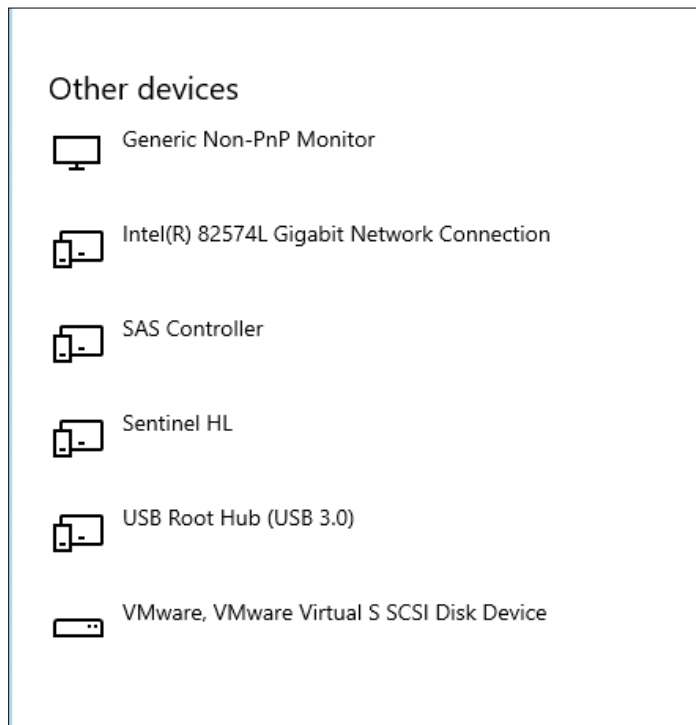 Other devices
Generic Non-PnP Monitor
Intel(R) 82574L Gigabit Network Connection
SAS Controller
Sentinel HL
USB Root Hub (USB 3.0)
VMware, VMware Virtual S SCSI Disk Device